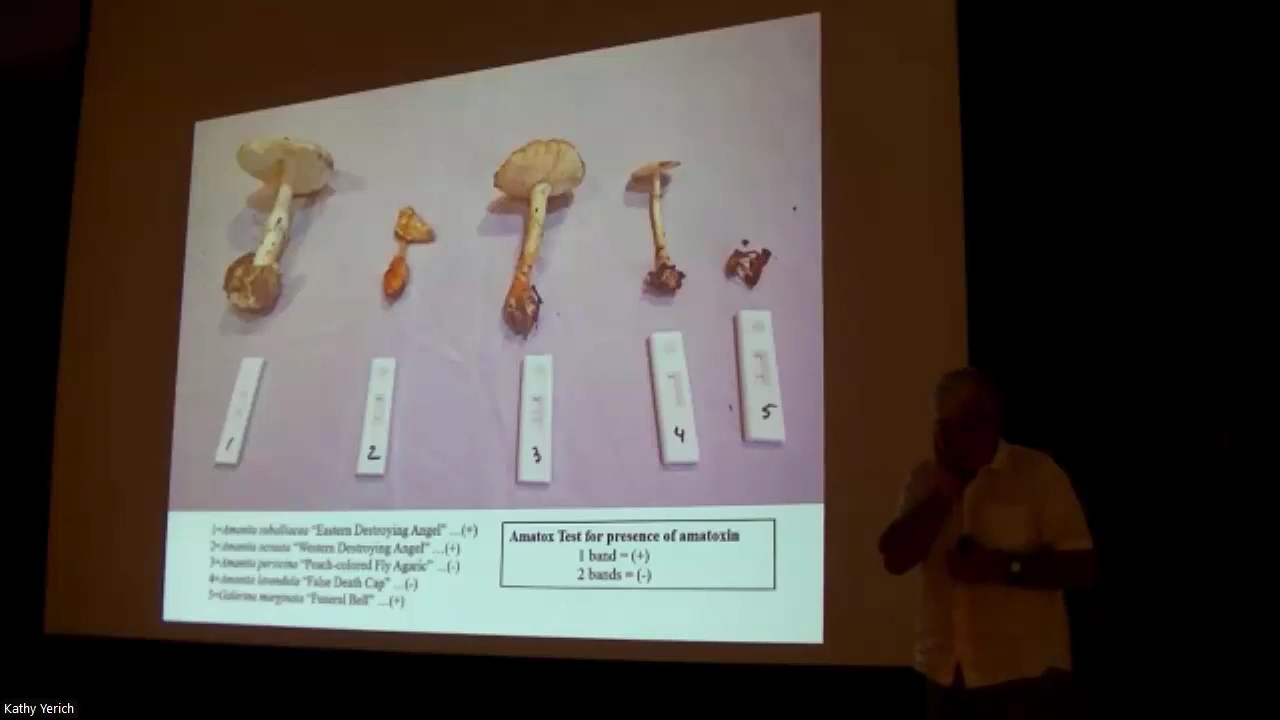 1
2
3
4
5
1=Amanita suballiacea "Eastern Destroying Angel" ...(+)
2=Amanita ocreata "Western Destroying Angel" ...(+)
3=Amanita persicina "Peach-colored Fly Agaric" ...(-)
4=Amanita lavendula "False Death Cap" ...(-)
5=Galerina marginata "Funeral Bell" ...(+)
Amatox Test for presence of amatoxin
1 band = (+)
2 bands = (-)
Kathy Yerich